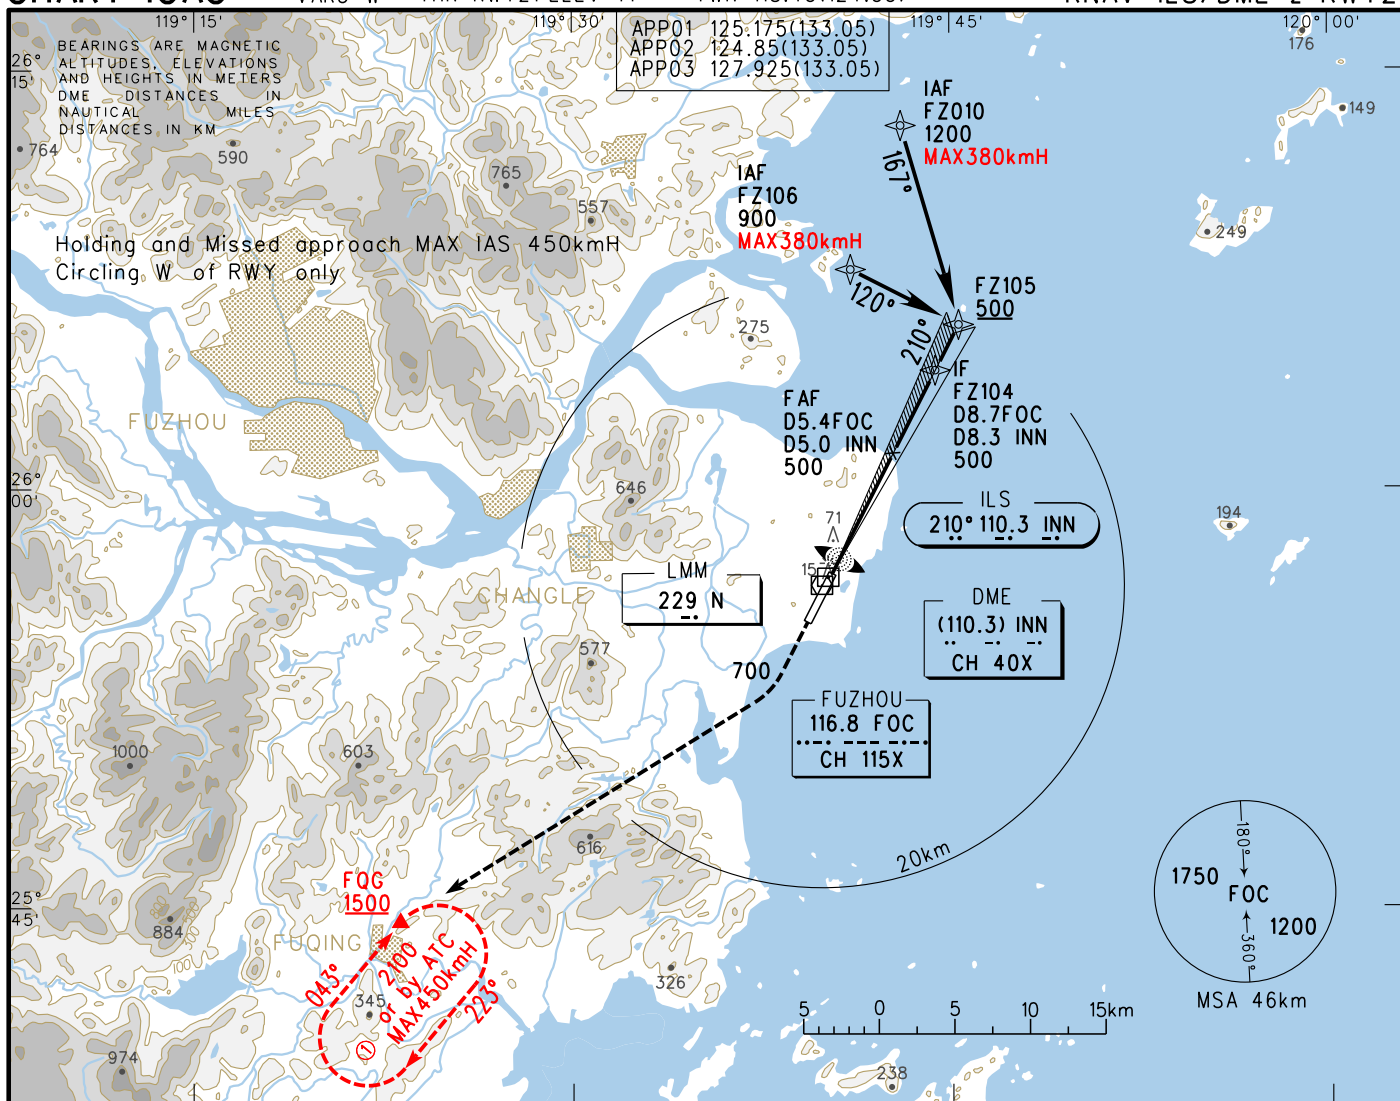 119° 15'
119° 30'
119° 45'
120° 00'
BEARINGS ARE MAGNETIC
ALTITUDES, ELEVATIONS
AND HEIGHTS IN METERS
DME DISTANCES IN
NAUTICAL MILES
DISTANCES IN KM
APP01 125.175(133.05)
APP02 124.85(133.05)
APP03 127.925(133.05)
26°
15'
176
149
764
590
765
557
249
IAF
FZ010
1200
MAX380kmH
167°
IAF
FZ106
900
MAX380kmH
120°
Holding and Missed approach MAX IAS 450kmH
Circling W of RWY only
FZ105
500
210°
275
IF
FZ104
D8.7FOC
D8.3 INN
500
FAF
D5.4FOC
D5.0 INN
500
FUZHOU
26°
00'
646
71
15
194
ILS
210° 110.3 INN
LMM
229 N
CHANGLE
DME
(110.3) INN
CH 40X
577
700
FUZHOU
116.8 FOC
CH 115X
1000
603
616
20km
25°
45'
884
FQG
1500
FUQING
043°
2100
or by ATC
MAX450kmH
223°
①
345
326
974
238
5 0 5 10 15km
180°
1750
FOC
1200
360°
MSA 46km